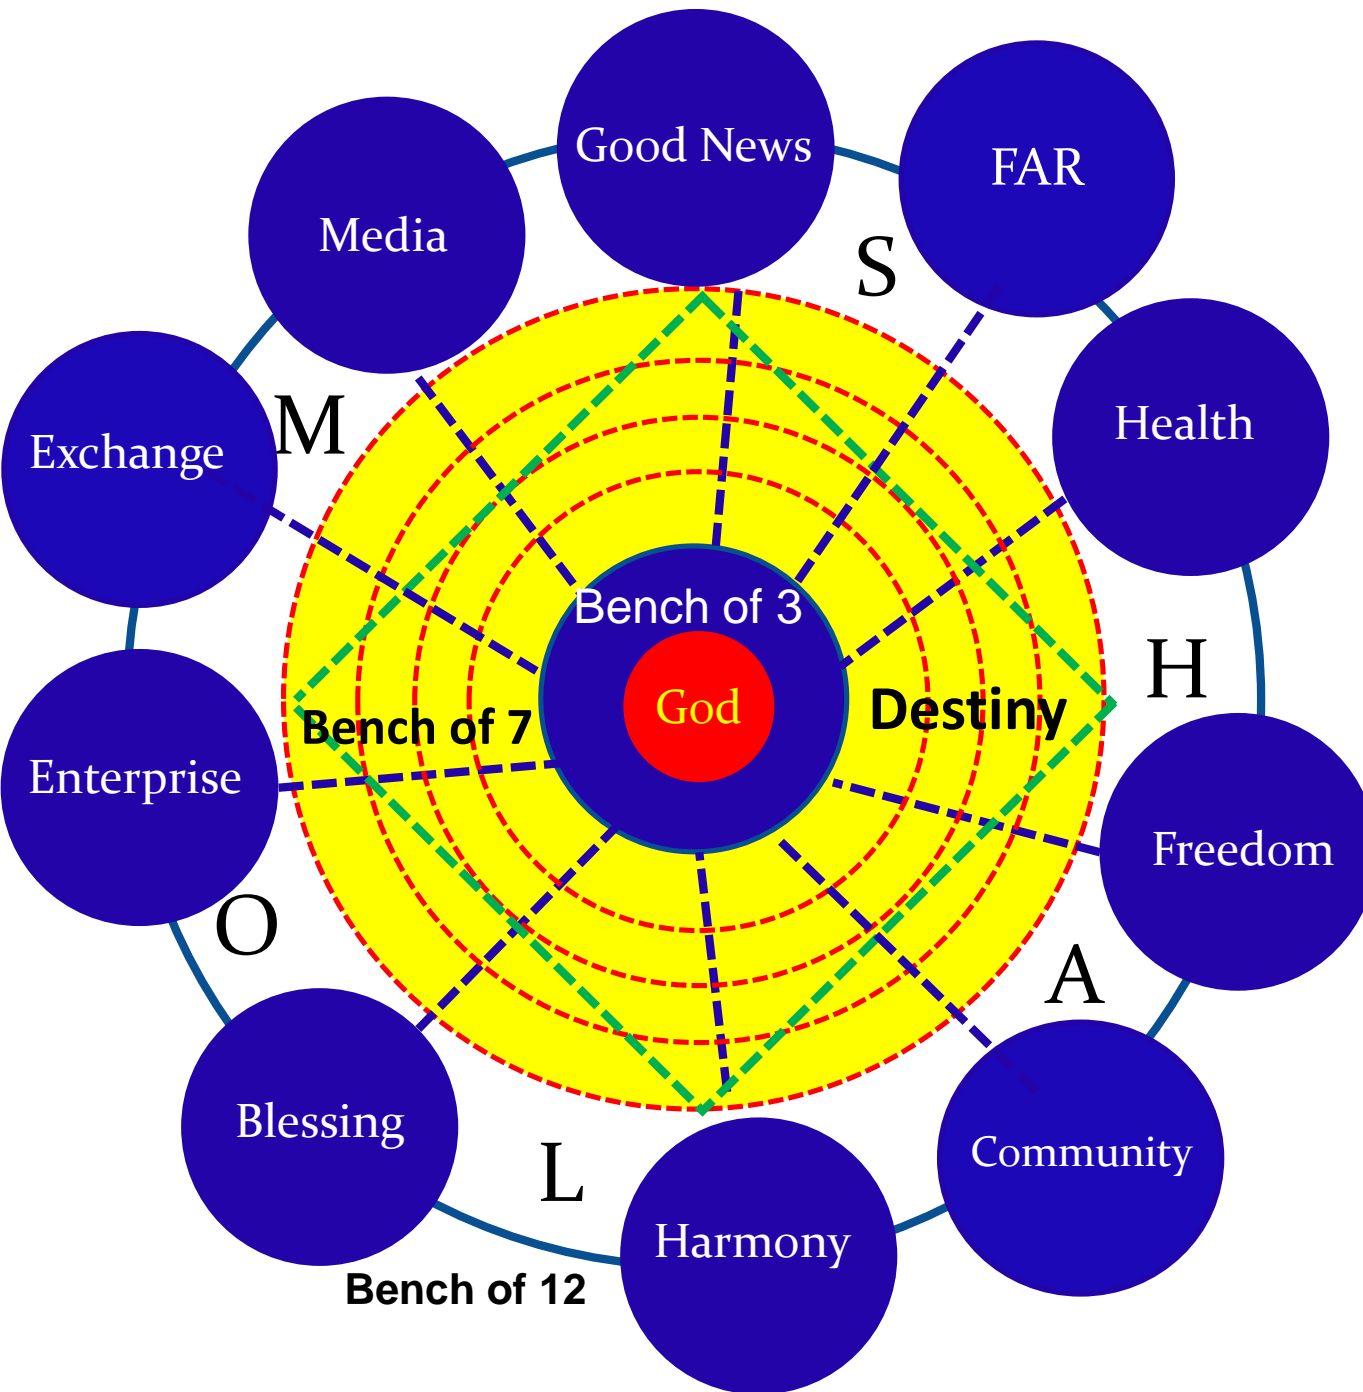 Good News
FAR
Media
S
Health
M
Exchange
Bench of 3
H
God
Destiny
Bench of 7
Enterprise
Freedom
O
A
Blessing
Community
L
Harmony
Bench of 12